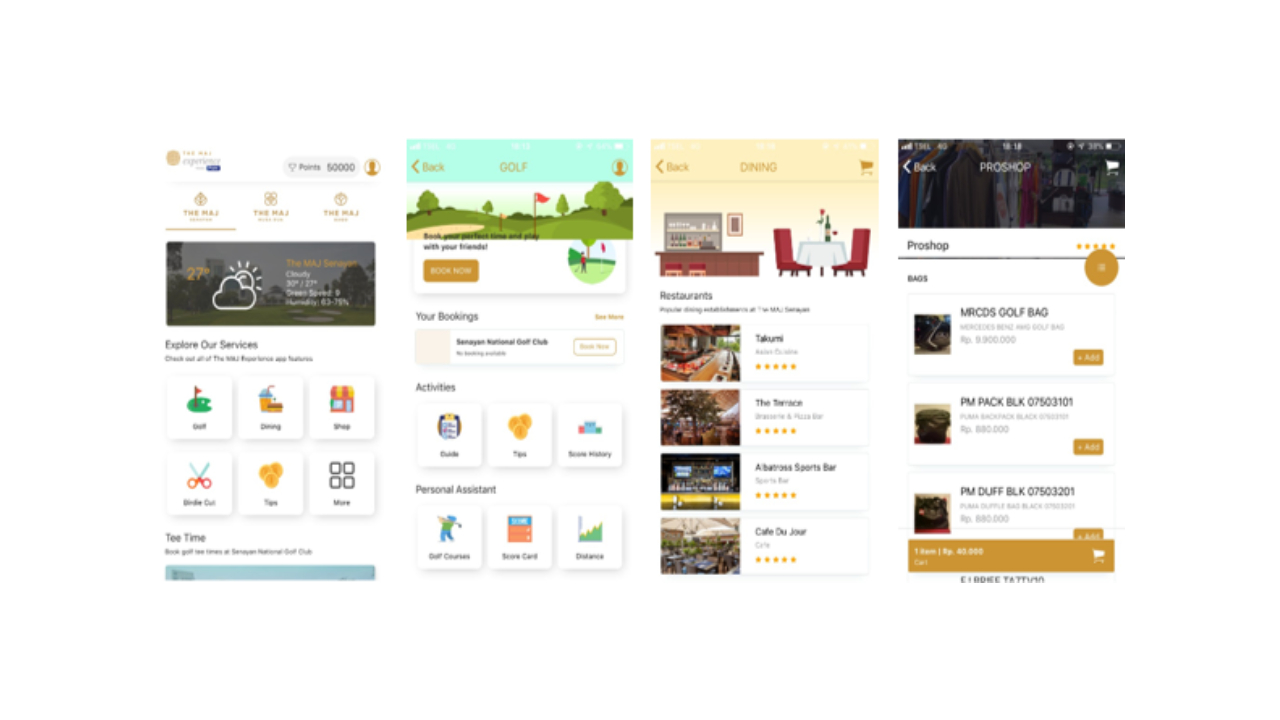 THE MAJ
experience
Points 50000
THE MAJ
SENAYAN
THE MAJ
THE MAJ
27°
The MAJ Senayan
Cloudy
30° / 27°
Green Speed: 9
Humidity: 63-75%
Explore Our Services
Check out all of The MAJ Experience app features
Golf
Dining
Shop
Birdie Cut
Tips
More
Tee Time
Book golf tee times at Senayan National Golf Club
Back
GOLF
Book your perfect time and play
with your friends!
BOOK NOW
Your Bookings
See More
Senayan National Golf Club
No booking available
Book Now
Activities
Guide
Tips
Score History
Personal Assistant
Golf Courses
Score Card
Distance
Back
DINING
Restaurants
Popular dining establishments at The MAJ Senayan
Takumi
Asian Cuisine
The Terrace
Brasserie & Pizza Bar
Albatross Sports Bar
Sports Bar
Cafe Du Jour
Cafe
TSEL 4G
18:18
38%
Back
PROSHOP
Proshop
BAGS
MRCDS GOLF BAG
MERCEDES BENZ AMG GOLF BAG
Rp. 9.900.000
+ Add
PM PACK BLK 07503101
PUMA BACKPACK BLACK 07503101
Rp. 880.000
+ Add
PM DUFF BLK 07503201
PUMA DUFFLE BAG BLACK 07503201
Rp. 880.000
+ Add
1 item | Rp. 40.000
Cart